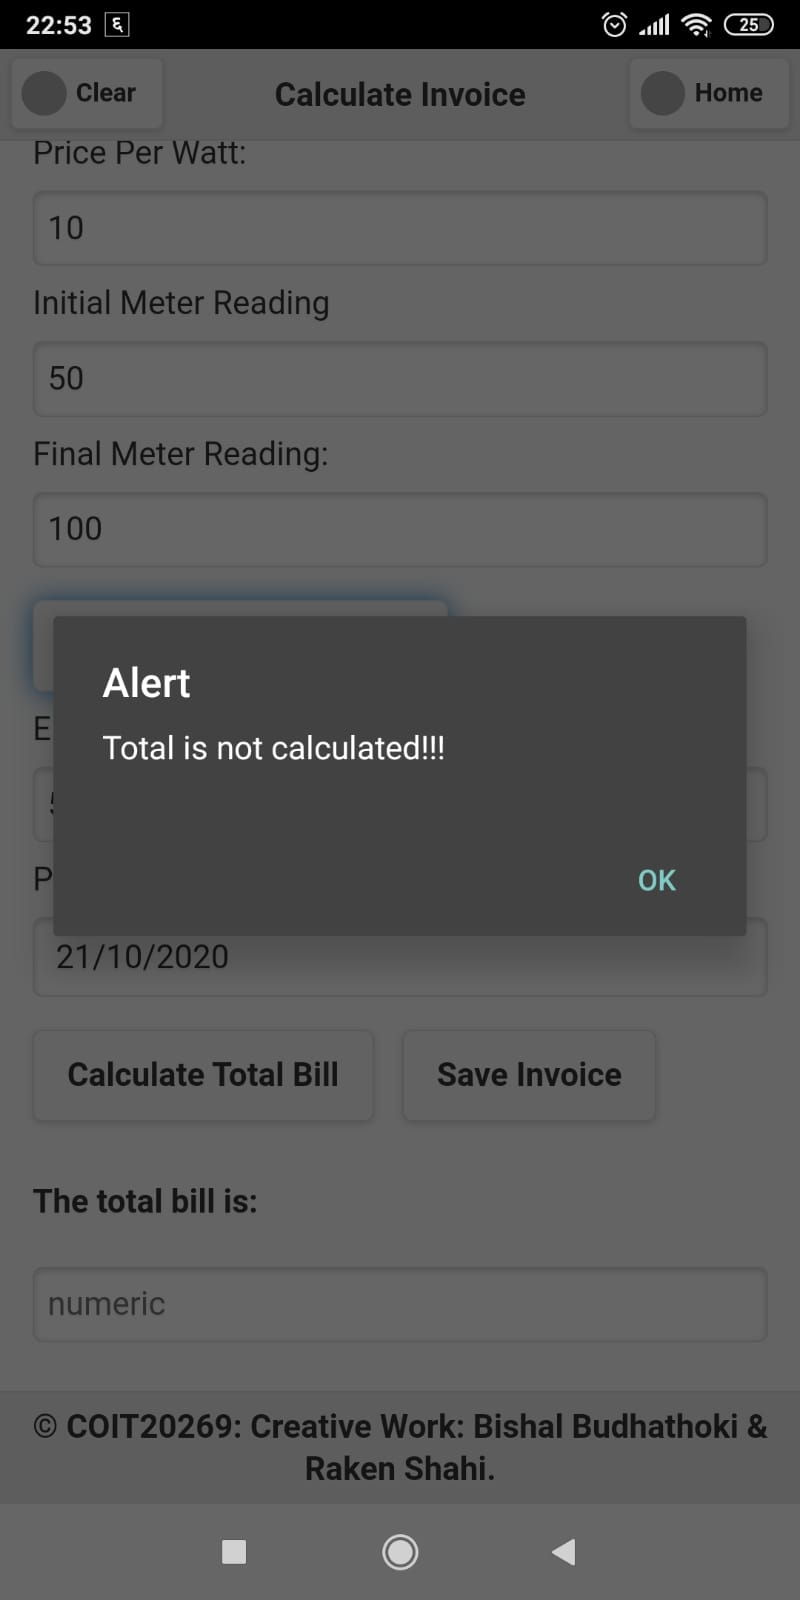 22:53 ६ 25
Clear
Calculate Invoice
Home
Price Per Watt:
10
Initial Meter Reading
50
Final Meter Reading:
100
Alert
Total is not calculated!!!
E
P
OK
21/10/2020
Calculate Total Bill
Save Invoice
The total bill is:
numeric
© COIT20269: Creative Work: Bishal Budhathoki &
Raken Shahi.